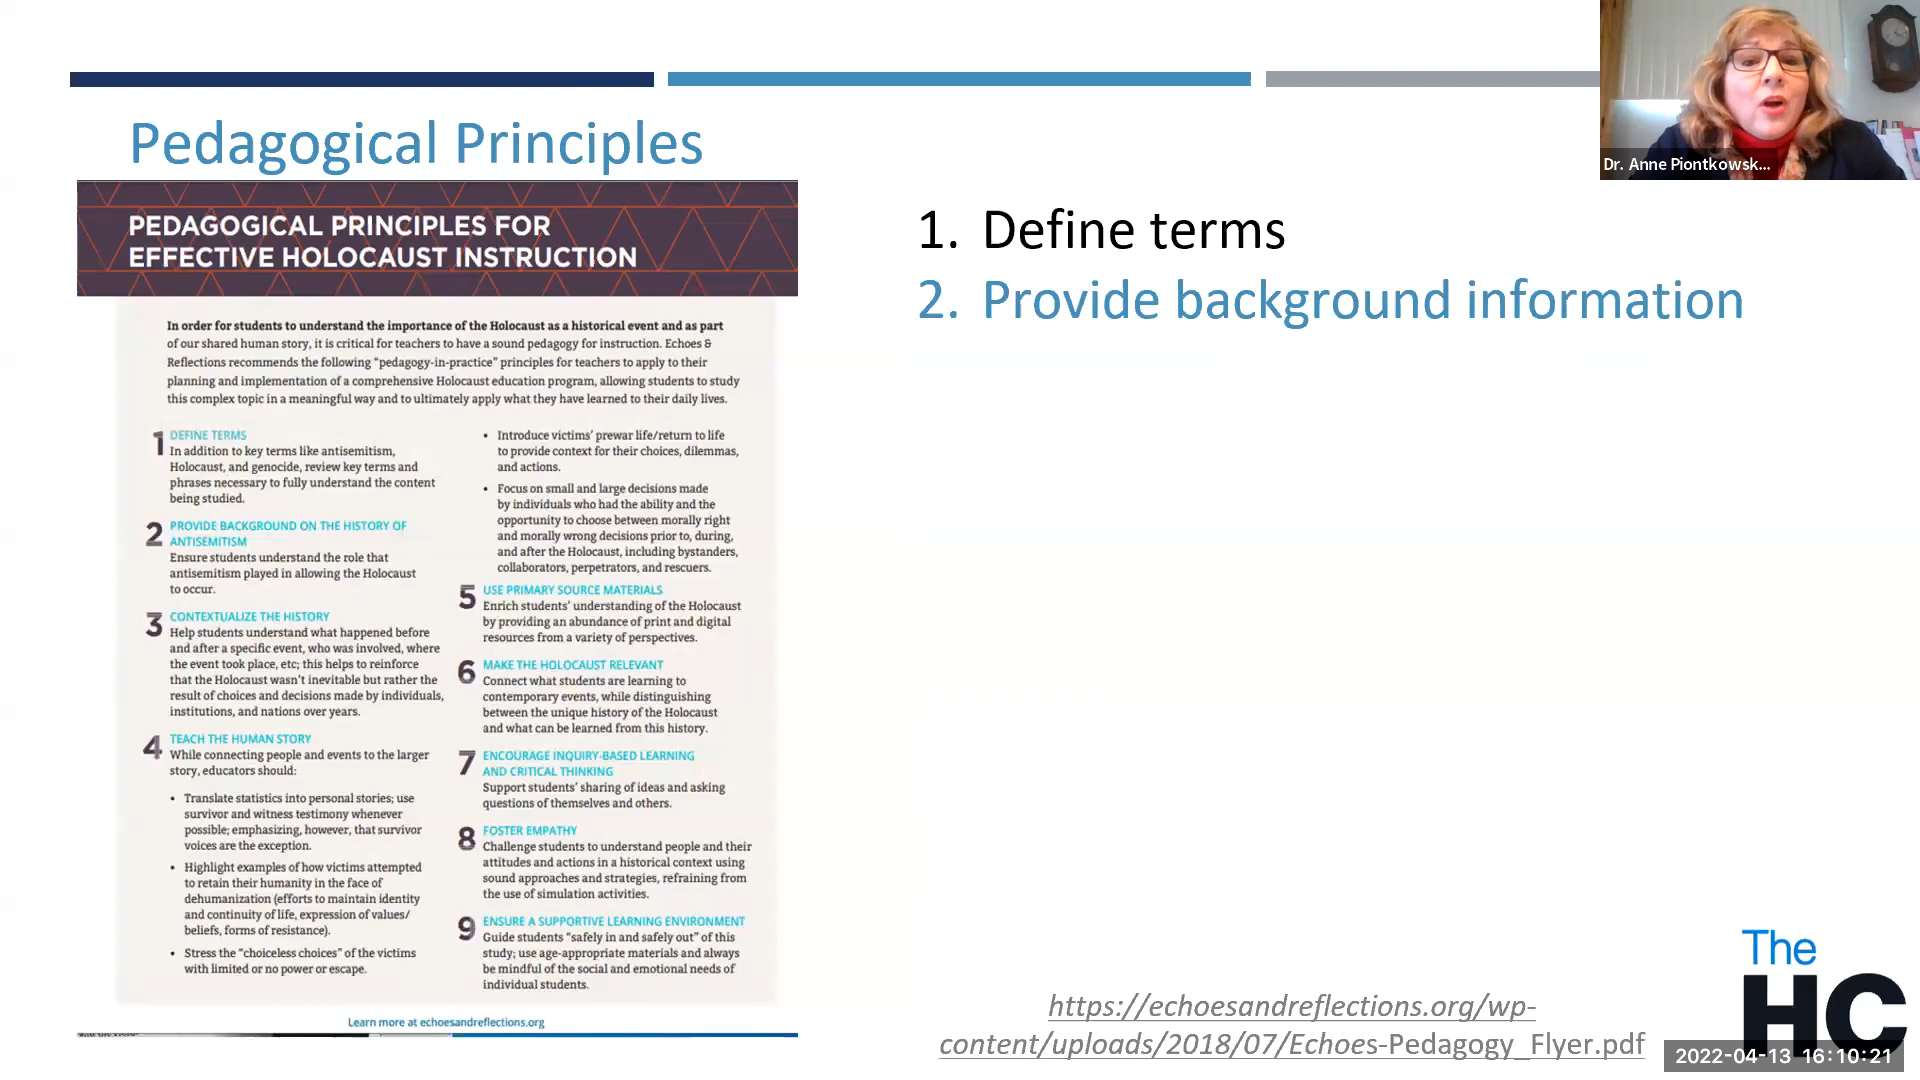 Pedagogical Principles
PEDAGOGICAL PRINCIPLES FOR
EFFECTIVE HOLOCAUST INSTRUCTION
In order for students to understand the importance of the Holocaust as a historical event and as part
of our shared human story, it is critical for teachers to have a sound pedagogy for instruction. Echoes &
Reflections recommends the following “pedagogy-in-practice” principles for teachers to apply to their
planning and implementation of a comprehensive Holocaust education program, allowing students to study
this complex topic in a meaningful way and to ultimately apply what they have learned to their daily lives.
1 DEFINE TERMS
In addition to key terms like antisemitism,
Holocaust, and genocide, review key terms and
phrases necessary to fully understand the content
being studied.
2 PROVIDE BACKGROUND ON THE HISTORY OF
ANTISEMITISM
Ensure students understand the role that
antisemitism played in allowing the Holocaust
to occur.
3 CONTEXTUALIZE THE HISTORY
Help students understand what happened before
and after a specific event, who was involved, where
the event took place, etc; this helps to reinforce
that the Holocaust wasn’t inevitable but rather the
result of choices and decisions made by individuals,
institutions, and nations over years.
4 TEACH THE HUMAN STORY
While connecting people and events to the larger
story, educators should:
• Translate statistics into personal stories; use
survivor and witness testimony whenever
possible; emphasizing, however, that survivor
voices are the exception.
• Highlight examples of how victims attempted
to retain their humanity in the face of
dehumanization (efforts to maintain identity
and continuity of life, expression of values/
beliefs, forms of resistance).
• Stress the “choiceless choices” of the victims
with limited or no power or escape.
• Introduce victims’ prewar life/return to life
to provide context for their choices, dilemmas,
and actions.
• Focus on small and large decisions made
by individuals who had the ability and the
opportunity to choose between morally right
and morally wrong decisions prior to, during,
and after the Holocaust, including bystanders,
collaborators, perpetrators, and rescuers.
5 USE PRIMARY SOURCE MATERIALS
Enrich students’ understanding of the Holocaust
by providing an abundance of print and digital
resources from a variety of perspectives.
6 MAKE THE HOLOCAUST RELEVANT
Connect what students are learning to
contemporary events, while distinguishing
between the unique history of the Holocaust
and what can be learned from this history.
7 ENCOURAGE INQUIRY-BASED LEARNING
AND CRITICAL THINKING
Support students’ sharing of ideas and asking
questions of themselves and others.
8 FOSTER EMPATHY
Challenge students to understand people and their
attitudes and actions in a historical context using
sound approaches and strategies, refraining from
the use of simulation activities.
9 ENSURE A SUPPORTIVE LEARNING ENVIRONMENT
Guide students “safely in and safely out” of this
study; use age-appropriate materials and always
be mindful of the social and emotional needs of
individual students.
Learn more at echoesandreflections.org
1. Define terms
2. Provide background information
https://echoesandreflections.org/wp-
content/uploads/2018/07/Echoes-Pedagogy_Flyer.pdf
Dr. Anne Piontkowsk...
The
HC
2022-04-13 16:10:21